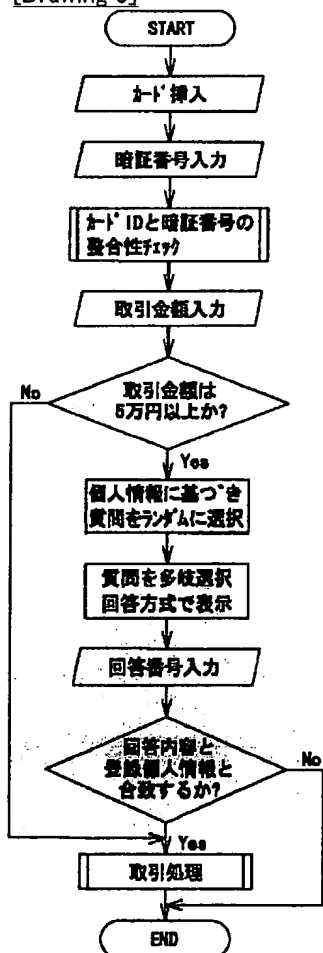 START
カード挿入
暗証番号入力
カードIDと暗証番号の
整合性チェック
取引金額入力
取引金額は
5万円以上か?
No
Yes
個人情報に基づき
質問をランダムに選択
質問を多岐選択
回答方式で表示
回答番号入力
回答内容と
登録個人情報と
合致するか?
No
Yes
取引処理
END